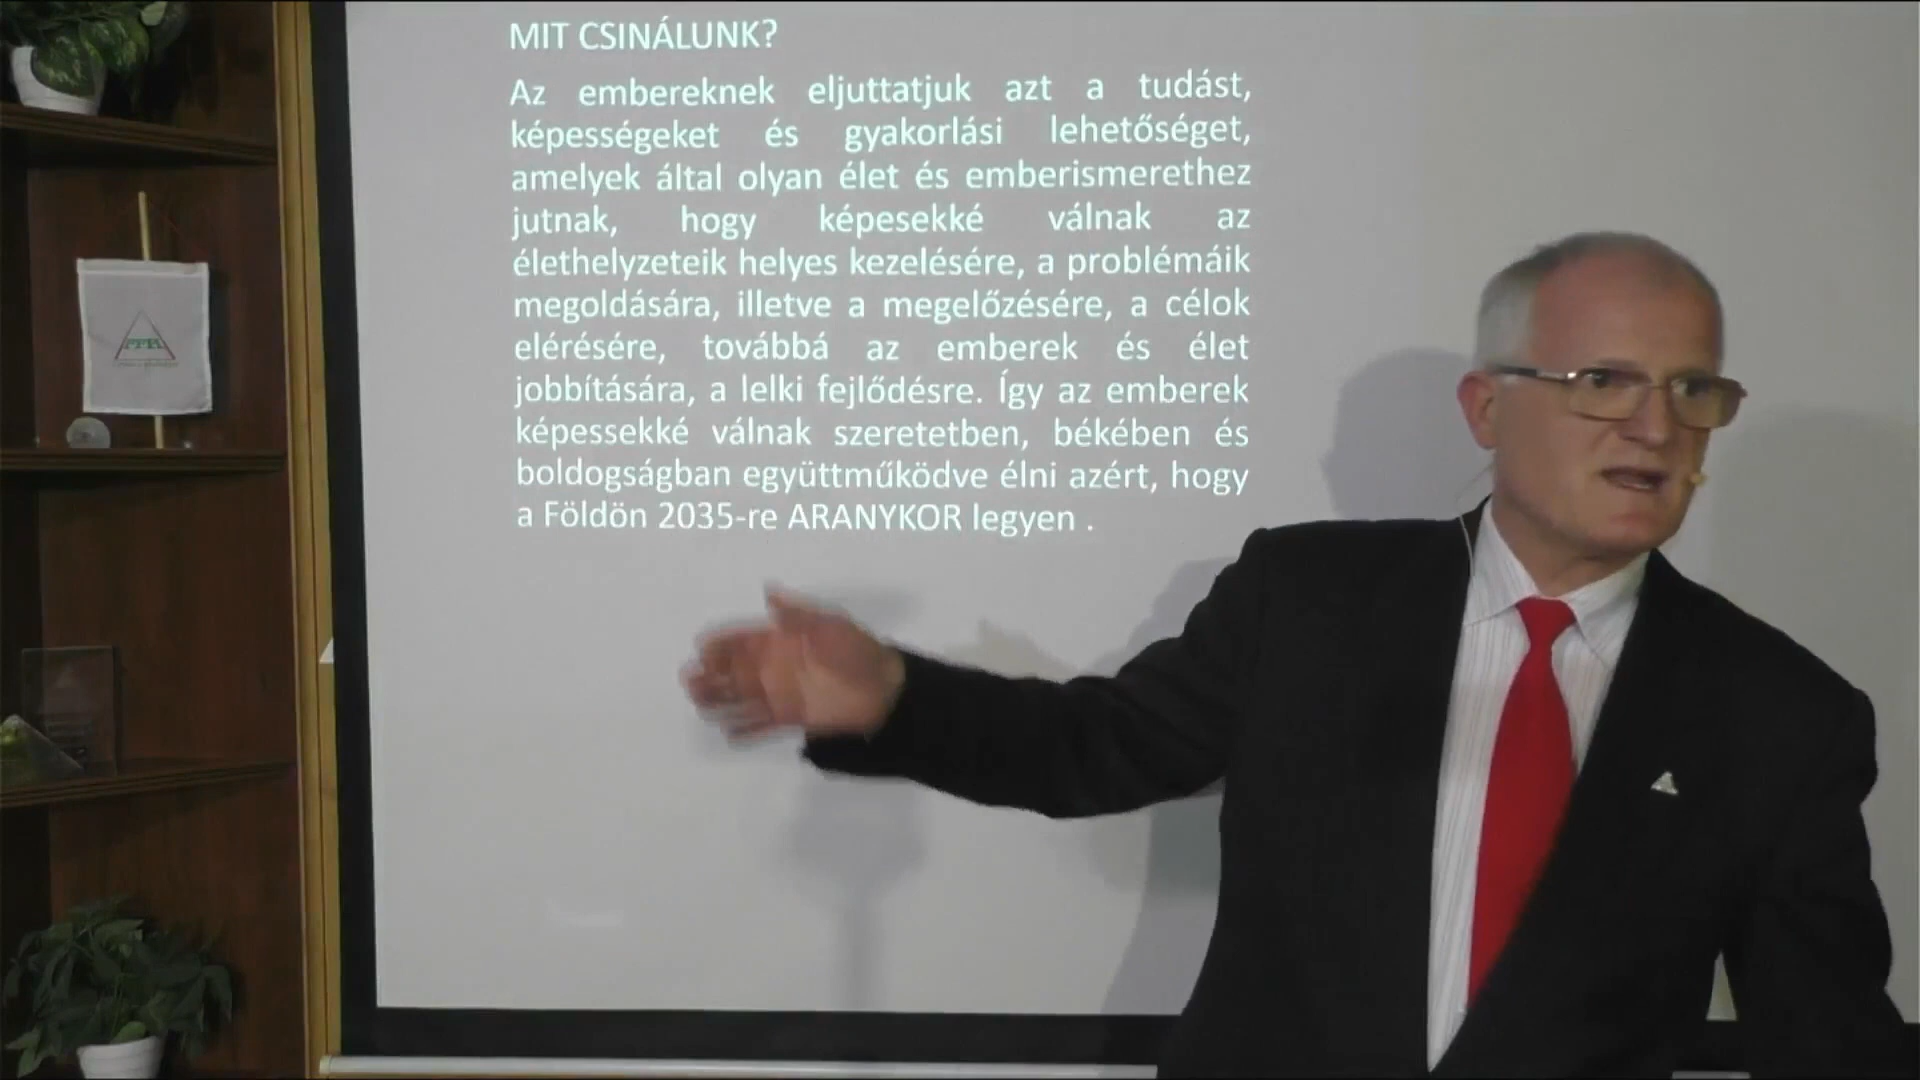 MIT CSINÁLUNK?
Az embereknek eljuttatjuk azt a tudást,
képességeket és gyakorlási lehetőséget,
amelyek által olyan élet és emberismerethez
jutnak, hogy képesekké válnak az
élethelyzeteik helyes kezelésére, a problémáik
megoldására, illetve a megelőzésére, a célok
elérésére, továbbá az emberek és élet
jobbítására, a lelki fejlődésre. Így az emberek
képessekké válnak szeretetben, békében és
boldogságban együttműködve élni azért, hogy
a Földön 2035-re ARANYKOR legyen .